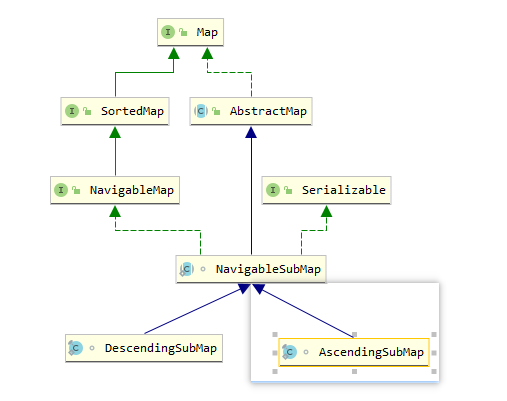 I Map
I SortedMap
C AbstractMap
I NavigableMap
I Serializable
C NavigableSubMap
C DescendingSubMap
C AscendingSubMap